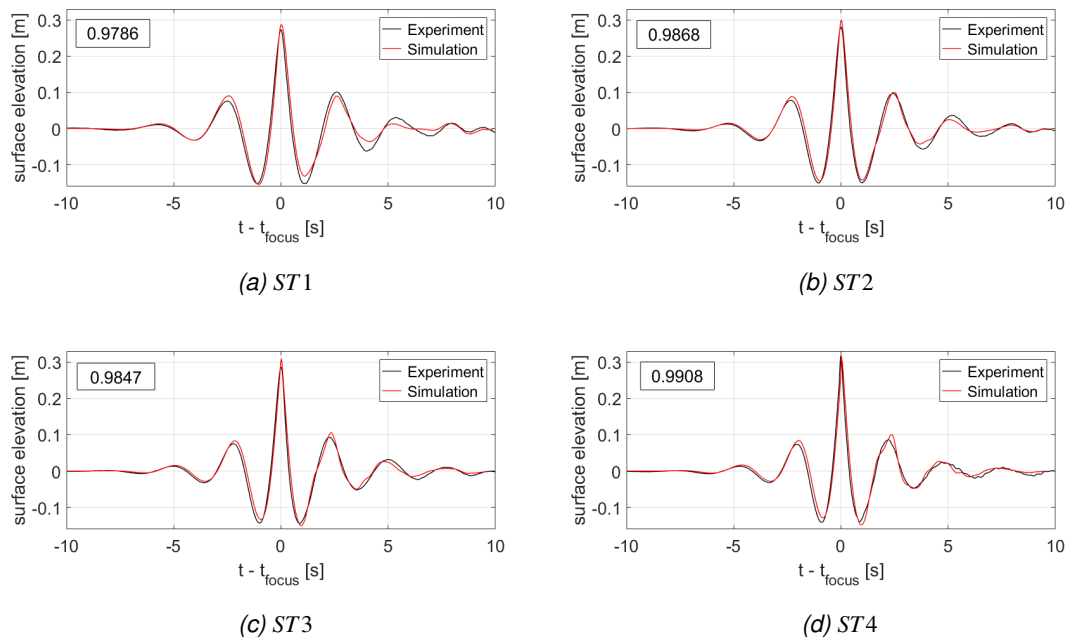 0.9786
Experiment
Simulation
surface elevation [m]
0.3
0.2
0.1
0
-0.1
-10
-5
0
5
10
t - t_focus [s]
(a) ST1
0.9868
Experiment
Simulation
surface elevation [m]
0.3
0.2
0.1
0
-0.1
-10
-5
0
5
10
t - t_focus [s]
(b) ST2
0.9847
Experiment
Simulation
surface elevation [m]
0.3
0.2
0.1
0
-0.1
-10
-5
0
5
10
t - t_focus [s]
(c) ST3
0.9908
Experiment
Simulation
surface elevation [m]
0.3
0.2
0.1
0
-0.1
-10
-5
0
5
10
t - t_focus [s]
(d) ST4